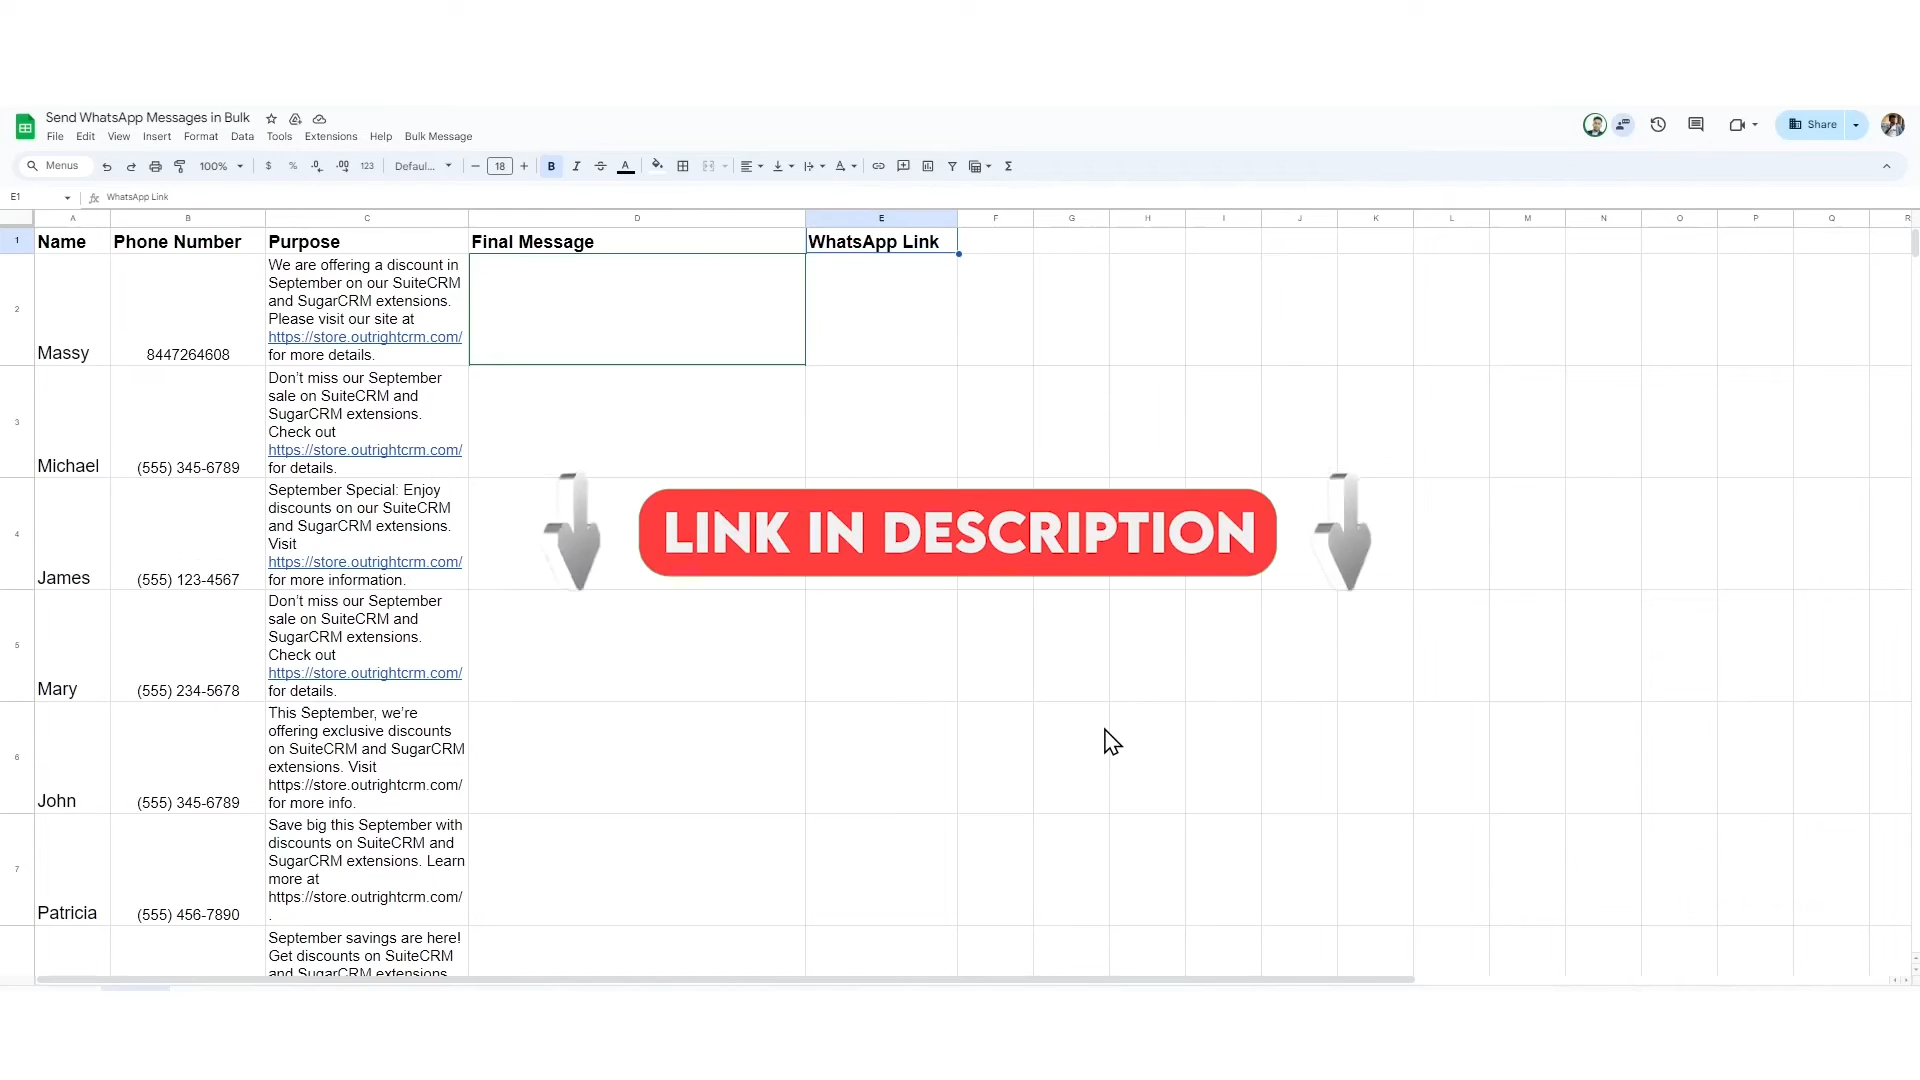 Send WhatsApp Messages in Bulk
File Edit View Insert Format Data Tools Extensions Help Bulk Message
Share
Menus 100% $ % .0 .00 123 Defaul... − 18 + B I A Σ
E1 fx WhatsApp Link
A B C D E F G H I J K L M N O P Q R
1 Name Phone Number Purpose Final Message WhatsApp Link
We are offering a discount in
September on our SuiteCRM
and SugarCRM extensions.
2
Please visit our site at
https://store.outrightcrm.com/
Massy 8447264608 for more details.
Don't miss our September
sale on SuiteCRM and
SugarCRM extensions.
3
Check out
https://store.outrightcrm.com/
Michael (555) 345-6789 for details.
September Special: Enjoy
discounts on our SuiteCRM
and SugarCRM extensions.
4
Visit
https://store.outrightcrm.com/
James (555) 123-4567 for more information.
LINK IN DESCRIPTION
Don't miss our September
sale on SuiteCRM and
SugarCRM extensions.
5
Check out
https://store.outrightcrm.com/
Mary (555) 234-5678 for details.
This September, we're
offering exclusive discounts
on SuiteCRM and SugarCRM
6
extensions. Visit
https://store.outrightcrm.com/
John (555) 345-6789 for more info.
Save big this September with
discounts on SuiteCRM and
SugarCRM extensions. Learn
7
more at
https://store.outrightcrm.com/
Patricia (555) 456-7890 .
September savings are here!
Get discounts on SuiteCRM
and SugarCRM extensions